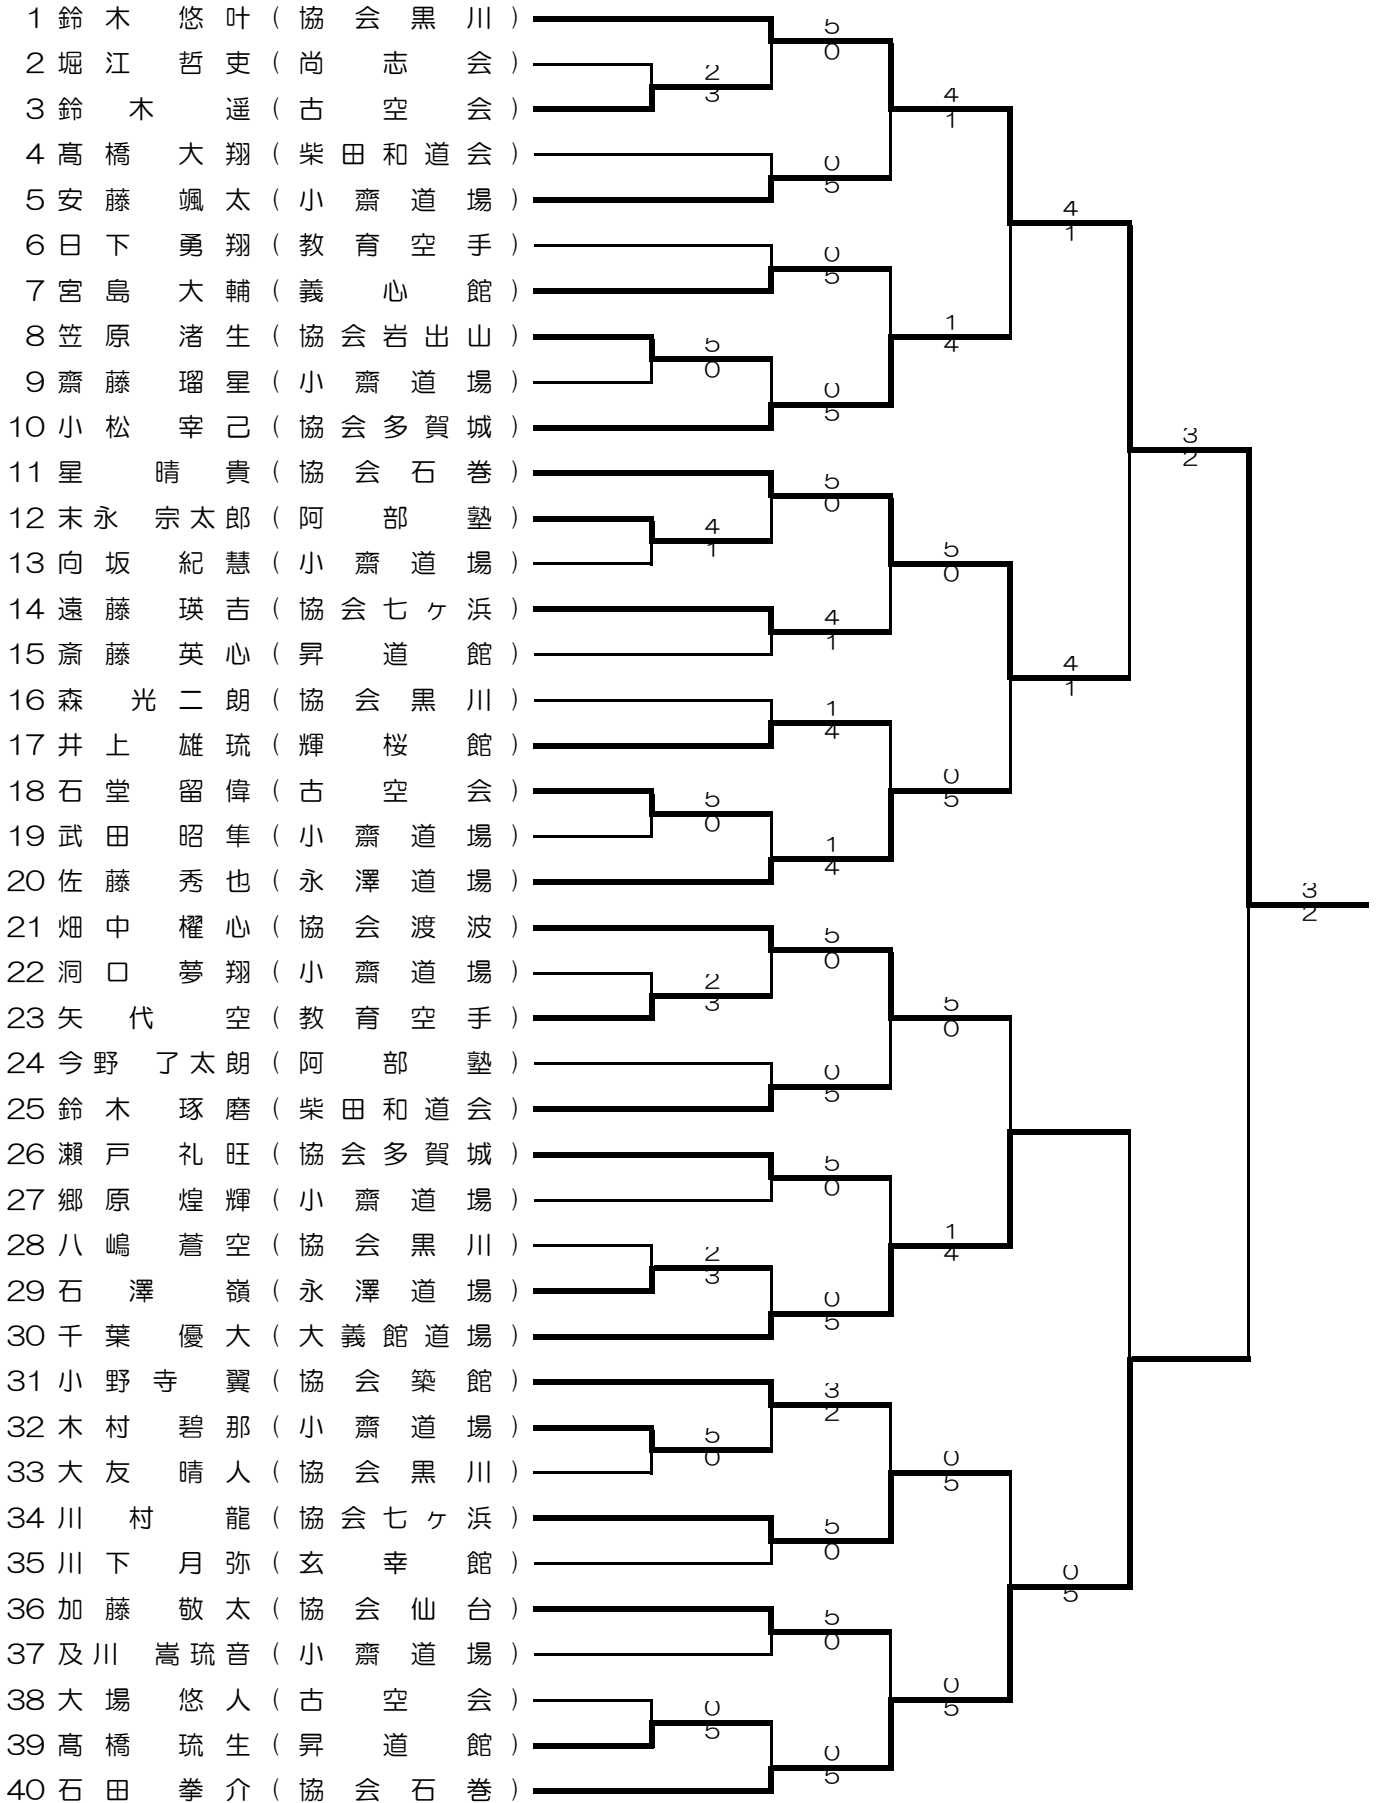 1 鈴木 悠叶 （協会黒川）
2 堀江 哲吏 （尚志会）
3 鈴木 遥 （古空会）
4 髙橋 大翔 （柴田和道会）
5 安藤 颯太 （小齋道場）
6 日下 勇翔 （教育空手）
7 宮島 大輔 （義心館）
8 笠原 渚生 （協会岩出山）
9 齋藤 瑠星 （小齋道場）
10 小松 宰己 （協会多賀城）
11 星 晴貴 （協会石巻）
12 末永 宗太郎 （阿部塾）
13 向坂 紀慧 （小齋道場）
14 遠藤 瑛吉 （協会七ヶ浜）
15 斎藤 英心 （昇道館）
16 森 光二朗 （協会黒川）
17 井上 雄琉 （輝桜館）
18 石堂 留偉 （古空会）
19 武田 昭隼 （小齋道場）
20 佐藤 秀也 （永澤道場）
21 畑中 櫂心 （協会渡波）
22 洞口 夢翔 （小齋道場）
23 矢代 空 （教育空手）
24 今野 了太朗 （阿部塾）
25 鈴木 琢磨 （柴田和道会）
26 瀬戸 礼旺 （協会多賀城）
27 郷原 煌輝 （小齋道場）
28 八嶋 蒼空 （協会黒川）
29 石澤 嶺 （永澤道場）
30 千葉 優大 （大義館道場）
31 小野寺 翼 （協会築館）
32 木村 碧那 （小齋道場）
33 大友 晴人 （協会黒川）
34 川村 龍 （協会七ヶ浜）
35 川下 月弥 （玄幸館）
36 加藤 敬太 （協会仙台）
37 及川 嵩琉音 （小齋道場）
38 大場 悠人 （古空会）
39 髙橋 琉生 （昇道館）
40 石田 拳介 （協会石巻）
2
3
5
0
4
1
5
0
2
3
2
3
5
0
0
5
5
0
0
5
0
5
0
5
5
0
4
1
1
4
1
4
5
0
0
5
5
0
0
5
3
2
5
0
5
0
0
5
4
1
1
4
5
0
0
5
5
0
1
4
0
5
0
5
4
1
4
1
0
5
3
2
3
2